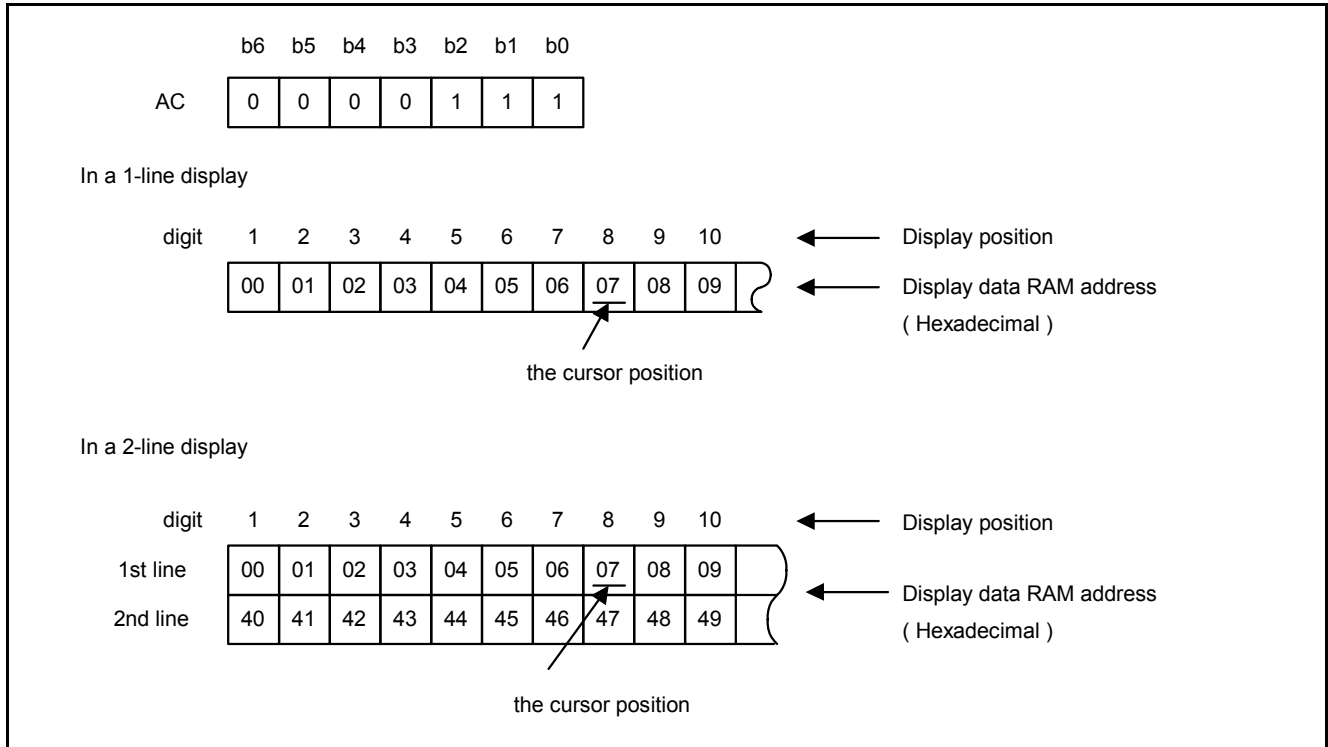 b6 b5 b4 b3 b2 b1 b0
AC 0 0 0 0 1 1 1
In a 1-line display
digit 1 2 3 4 5 6 7 8 9 10 Display position
00 01 02 03 04 05 06 07 08 09 Display data RAM address
( Hexadecimal )
the cursor position
In a 2-line display
digit 1 2 3 4 5 6 7 8 9 10 Display position
1st line 00 01 02 03 04 05 06 07 08 09
Display data RAM address
2nd line 40 41 42 43 44 45 46 47 48 49
( Hexadecimal )
the cursor position